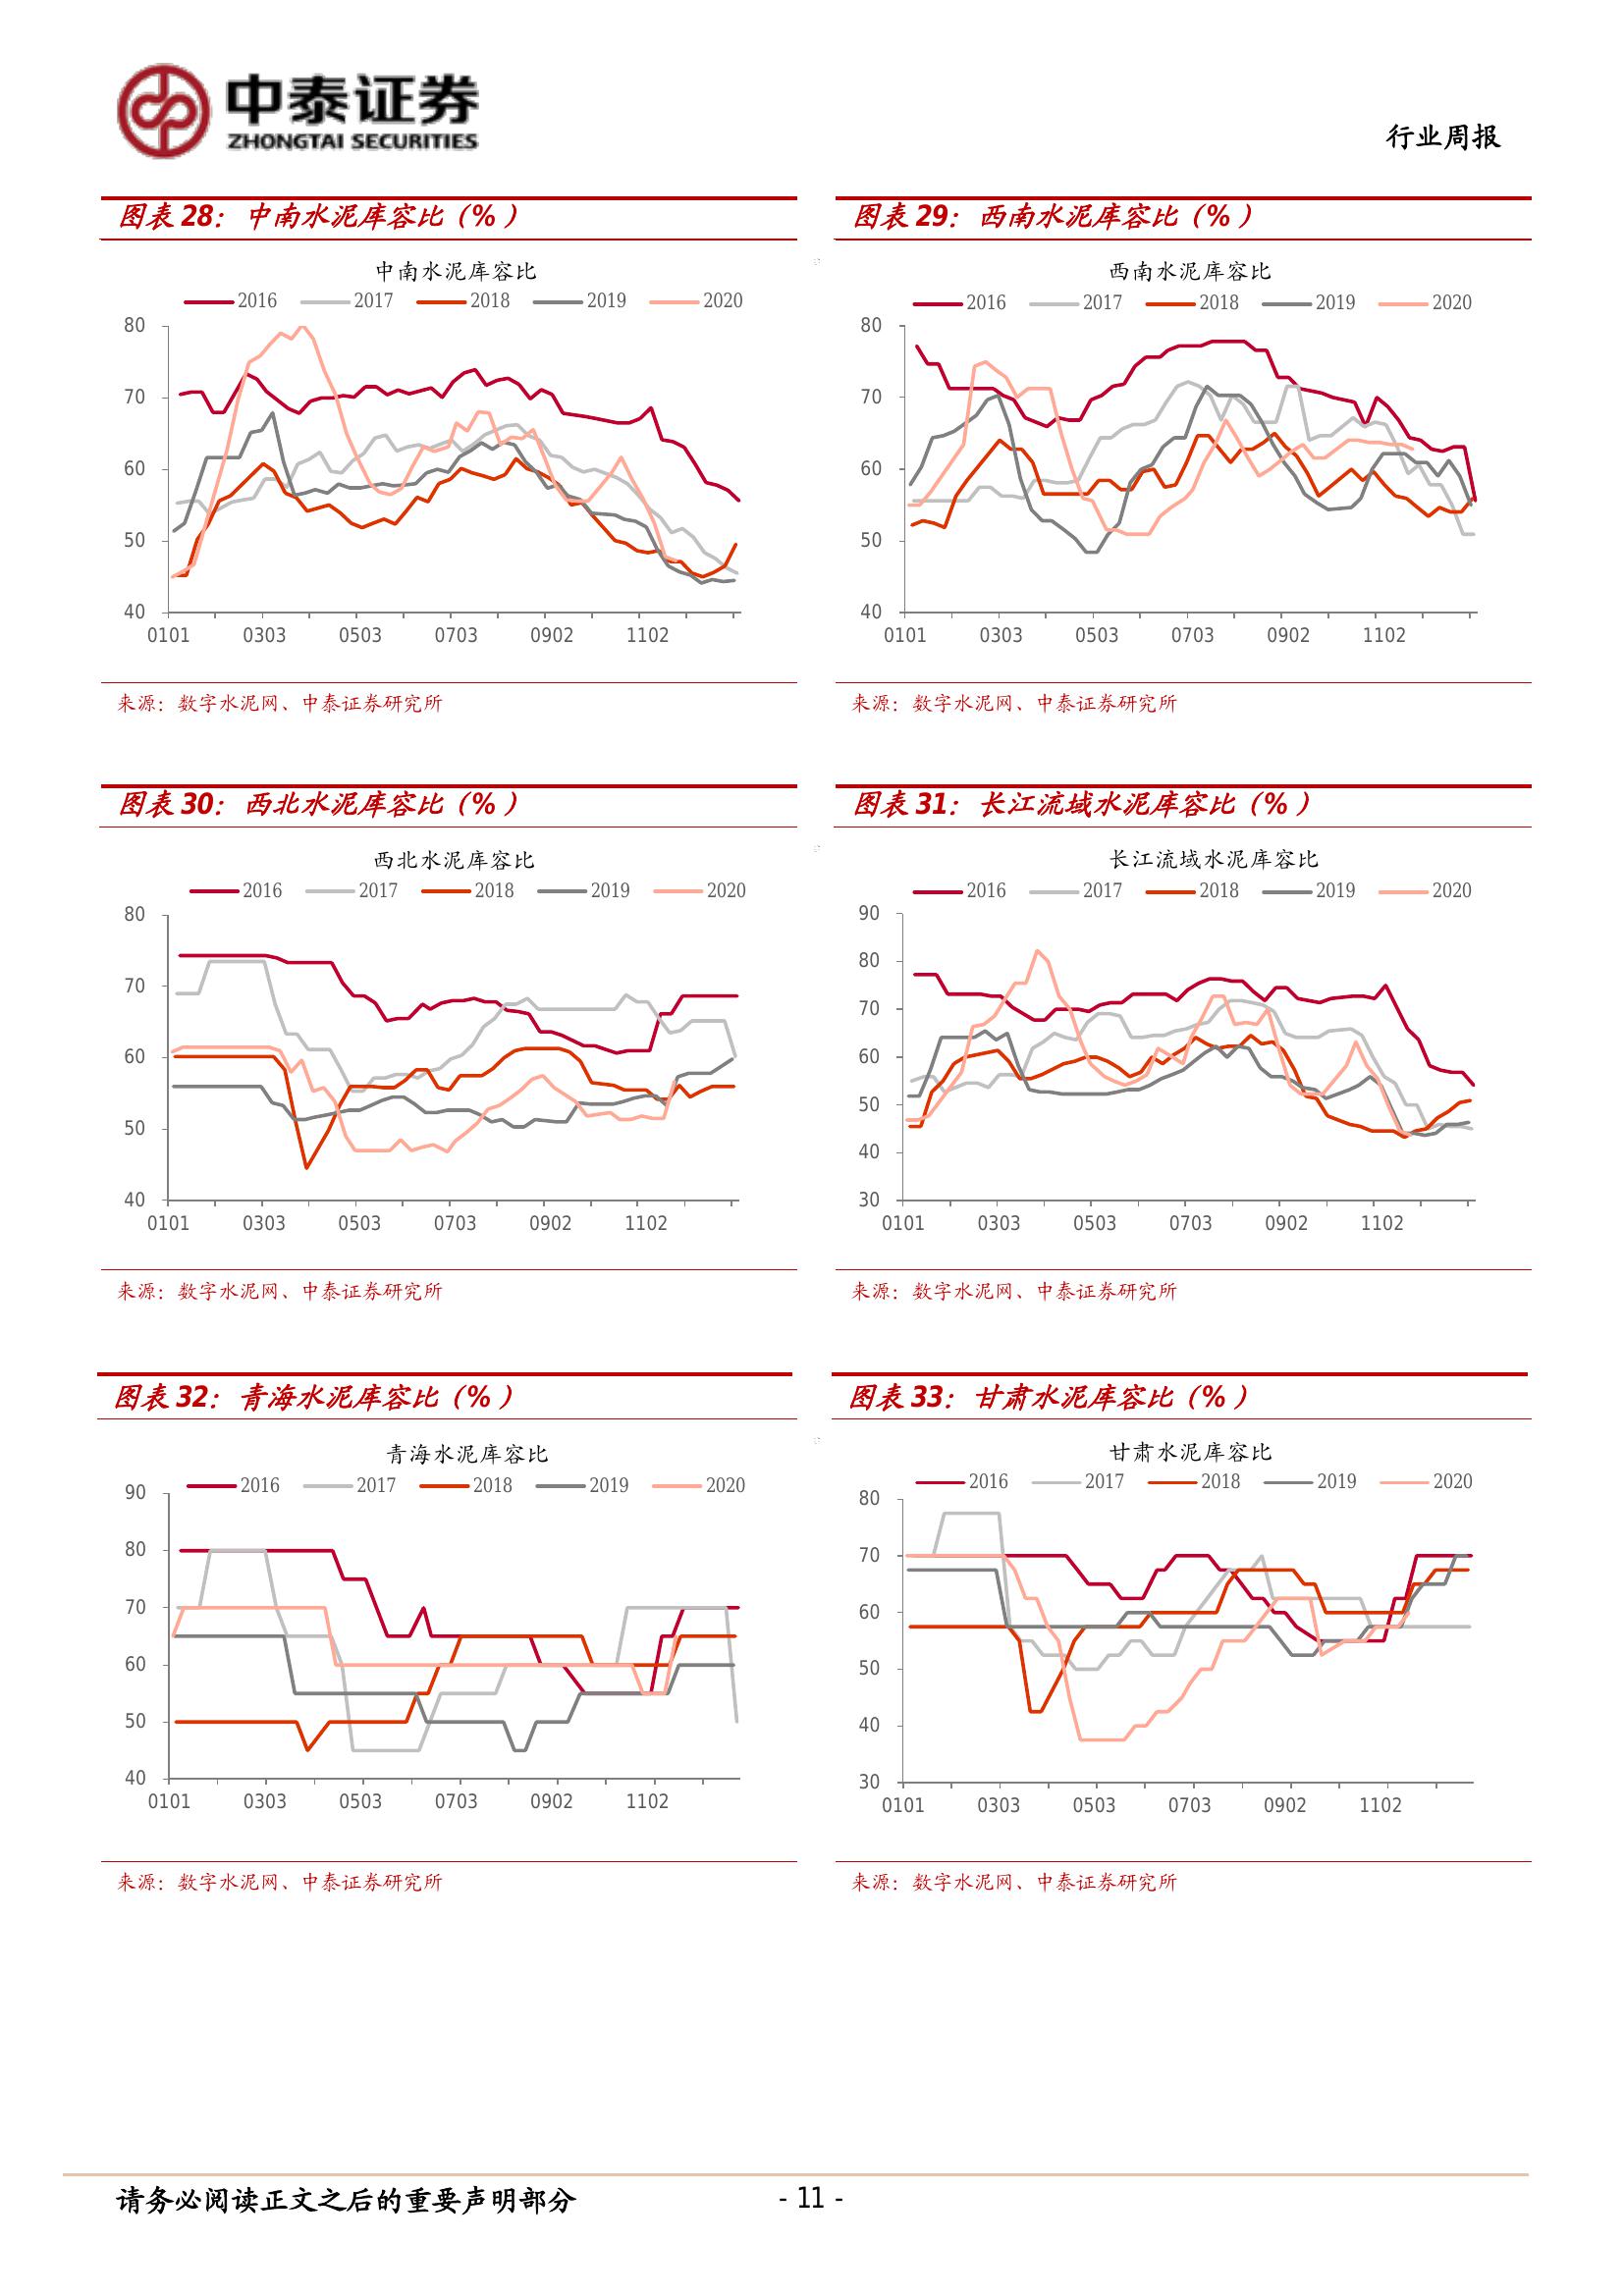 中泰证券
ZHONGTAI SECURITIES
行业周报
图表 28：中南水泥库容比（%）
中南水泥库容比
2016 2017 2018 2019 2020
80
70
60
50
40
0101 0303 0503 0703 0902 1102
来源：数字水泥网、中泰证券研究所
图表 29：西南水泥库容比（%）
西南水泥库容比
2016 2017 2018 2019 2020
80
70
60
50
40
0101 0303 0503 0703 0902 1102
来源：数字水泥网、中泰证券研究所
图表 30：西北水泥库容比（%）
西北水泥库容比
2016 2017 2018 2019 2020
80
70
60
50
40
0101 0303 0503 0703 0902 1102
来源：数字水泥网、中泰证券研究所
图表 31：长江流域水泥库容比（%）
长江流域水泥库容比
2016 2017 2018 2019 2020
90
80
70
60
50
40
30
0101 0303 0503 0703 0902 1102
来源：数字水泥网、中泰证券研究所
图表 32：青海水泥库容比（%）
青海水泥库容比
2016 2017 2018 2019 2020
90
80
70
60
50
40
0101 0303 0503 0703 0902 1102
来源：数字水泥网、中泰证券研究所
图表 33：甘肃水泥库容比（%）
甘肃水泥库容比
2016 2017 2018 2019 2020
80
70
60
50
40
30
0101 0303 0503 0703 0902 1102
来源：数字水泥网、中泰证券研究所
请务必阅读正文之后的重要声明部分
- 11 -